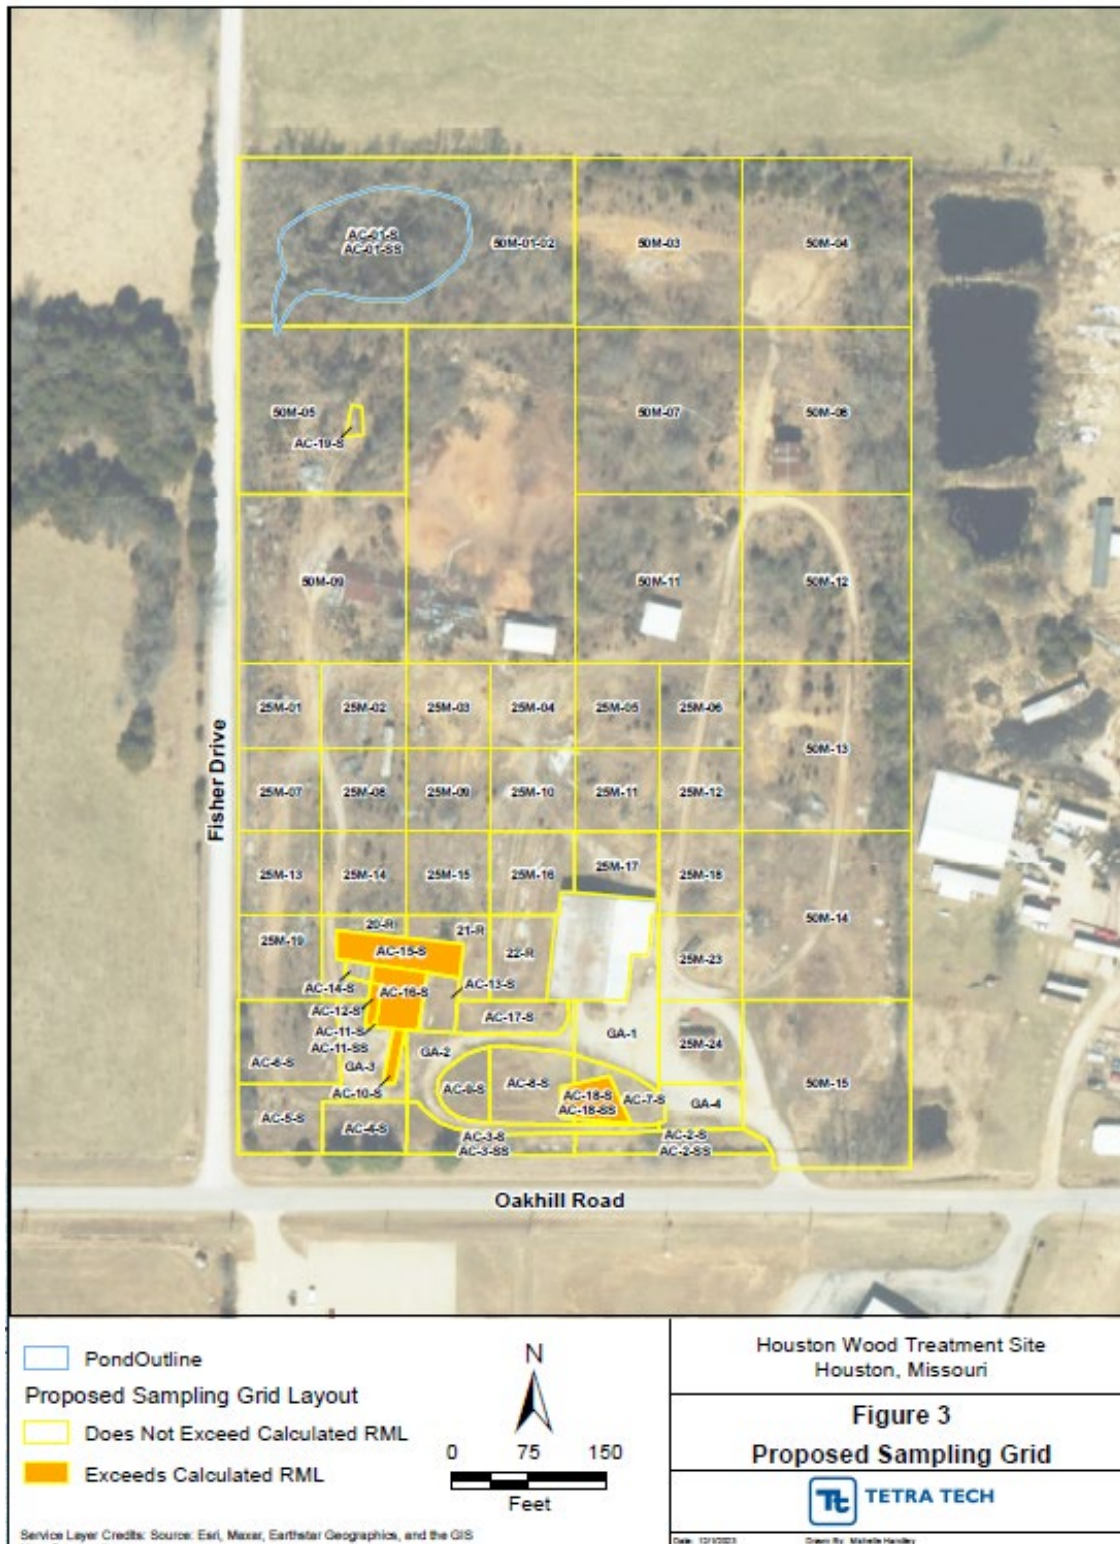 AC-01-S
AC-01-SS
50M-01-02
50M-03
50M-04
50M-05
AC-19-S
50M-07
50M-08
50M-09
50M-11
50M-12
25M-01
25M-02
25M-03
25M-04
25M-05
25M-06
50M-13
Fisher Drive
25M-07
25M-08
25M-09
25M-10
25M-11
25M-12
25M-13
25M-14
25M-15
25M-16
25M-17
25M-18
50M-14
25M-19
20-R
21-R
22-R
25M-23
AC-15-S
AC-14-S
AC-16-S
AC-13-S
AC-12-S
AC-17-S
AC-11-S
AC-11-SS
GA-1
25M-24
GA-2
AC-6-S
GA-3
AC-10-S
AC-9-S
AC-8-S
AC-18-S
AC-18-SS
AC-7-S
GA-4
50M-15
AC-5-S
AC-4-S
AC-3-S
AC-3-SS
AC-2-S
AC-2-SS
Oakhill Road
PondOutline
Proposed Sampling Grid Layout
Does Not Exceed Calculated RML
Exceeds Calculated RML
Service Layer Credits: Source: Esri, Maxar, Earthstar Geographics, and the GIS
N
0 75 150
Feet
Houston Wood Treatment Site
Houston, Missouri
Figure 3
Proposed Sampling Grid
Tt TETRA TECH
Date: 12/1/2023 Drawn By: Michelle Handley